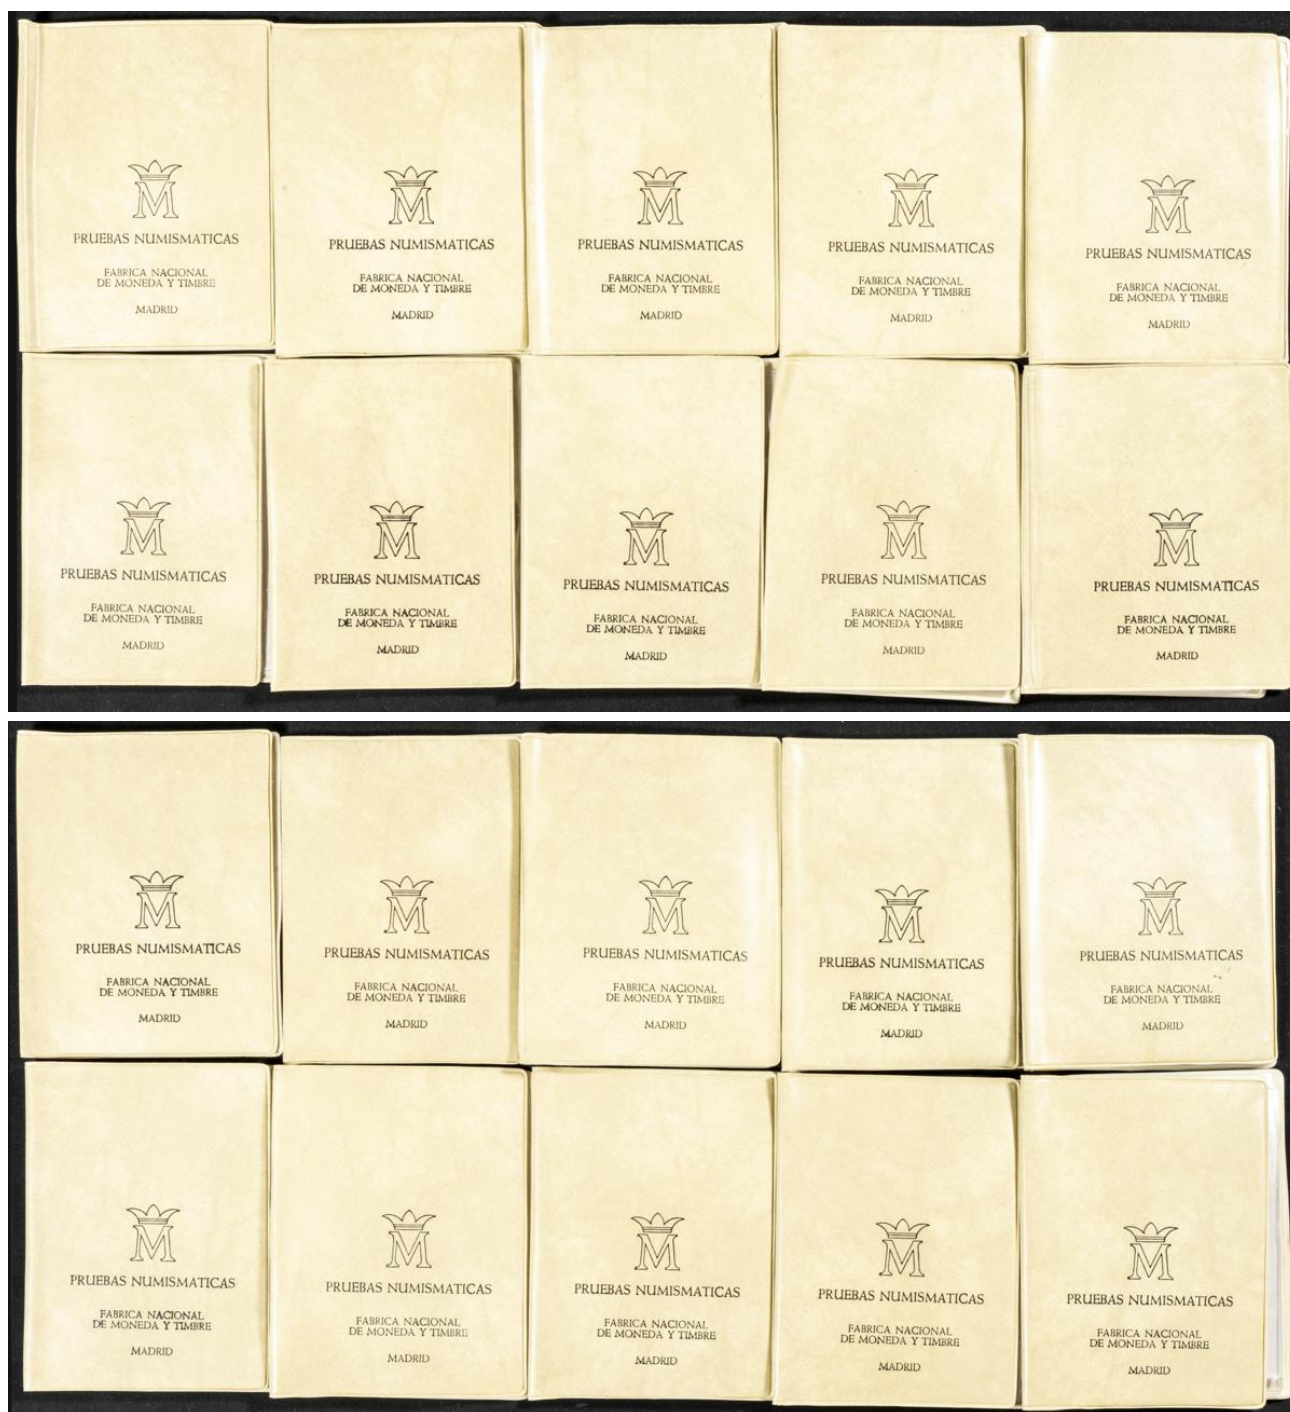 M
PRUEBAS NUMISMATICAS
FABRICA NACIONAL
DE MONEDA Y TIMBRE
MADRID
M
PRUEBAS NUMISMATICAS
FABRICA NACIONAL
DE MONEDA Y TIMBRE
MADRID
M
PRUEBAS NUMISMATICAS
FABRICA NACIONAL
DE MONEDA Y TIMBRE
MADRID
M
PRUEBAS NUMISMATICAS
FABRICA NACIONAL
DE MONEDA Y TIMBRE
MADRID
M
PRUEBAS NUMISMATICAS
FABRICA NACIONAL
DE MONEDA Y TIMBRE
MADRID
M
PRUEBAS NUMISMATICAS
FABRICA NACIONAL
DE MONEDA Y TIMBRE
MADRID
M
PRUEBAS NUMISMATICAS
FABRICA NACIONAL
DE MONEDA Y TIMBRE
MADRID
M
PRUEBAS NUMISMATICAS
FABRICA NACIONAL
DE MONEDA Y TIMBRE
MADRID
M
PRUEBAS NUMISMATICAS
FABRICA NACIONAL
DE MONEDA Y TIMBRE
MADRID
M
PRUEBAS NUMISMATICAS
FABRICA NACIONAL
DE MONEDA Y TIMBRE
MADRID
M
PRUEBAS NUMISMATICAS
FABRICA NACIONAL
DE MONEDA Y TIMBRE
MADRID
M
PRUEBAS NUMISMATICAS
FABRICA NACIONAL
DE MONEDA Y TIMBRE
MADRID
M
PRUEBAS NUMISMATICAS
FABRICA NACIONAL
DE MONEDA Y TIMBRE
MADRID
M
PRUEBAS NUMISMATICAS
FABRICA NACIONAL
DE MONEDA Y TIMBRE
MADRID
M
PRUEBAS NUMISMATICAS
FABRICA NACIONAL
DE MONEDA Y TIMBRE
MADRID
M
PRUEBAS NUMISMATICAS
FABRICA NACIONAL
DE MONEDA Y TIMBRE
MADRID
M
PRUEBAS NUMISMATICAS
FABRICA NACIONAL
DE MONEDA Y TIMBRE
MADRID
M
PRUEBAS NUMISMATICAS
FABRICA NACIONAL
DE MONEDA Y TIMBRE
MADRID
M
PRUEBAS NUMISMATICAS
FABRICA NACIONAL
DE MONEDA Y TIMBRE
MADRID
M
PRUEBAS NUMISMATICAS
FABRICA NACIONAL
DE MONEDA Y TIMBRE
MADRID